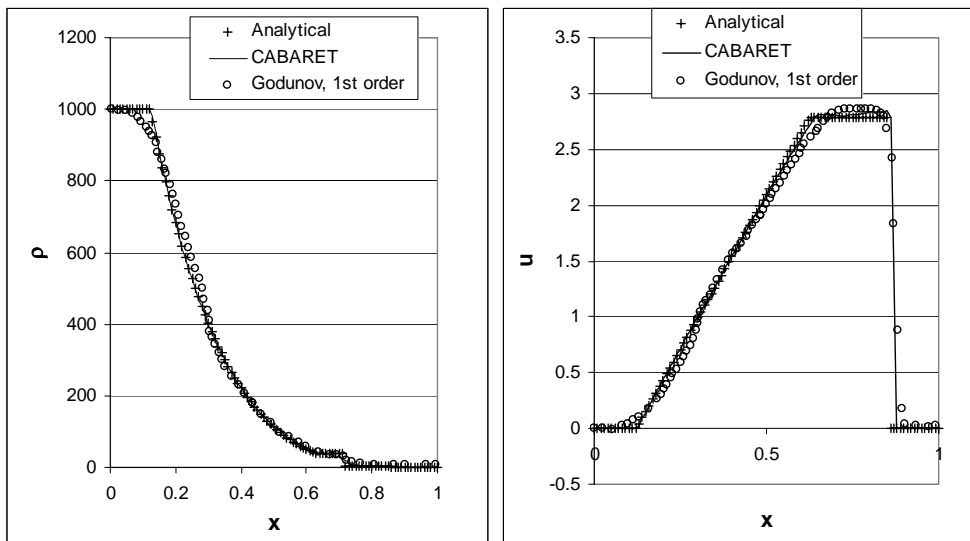 Analytical
CABARET
Godunov, 1st order
1200
1000
800
600
400
200
0
ρ
0
0.2
0.4
0.6
0.8
1
x
Analytical
CABARET
Godunov, 1st order
3.5
3
2.5
2
1.5
1
0.5
0
-0.5
u
0
0.5
1
x